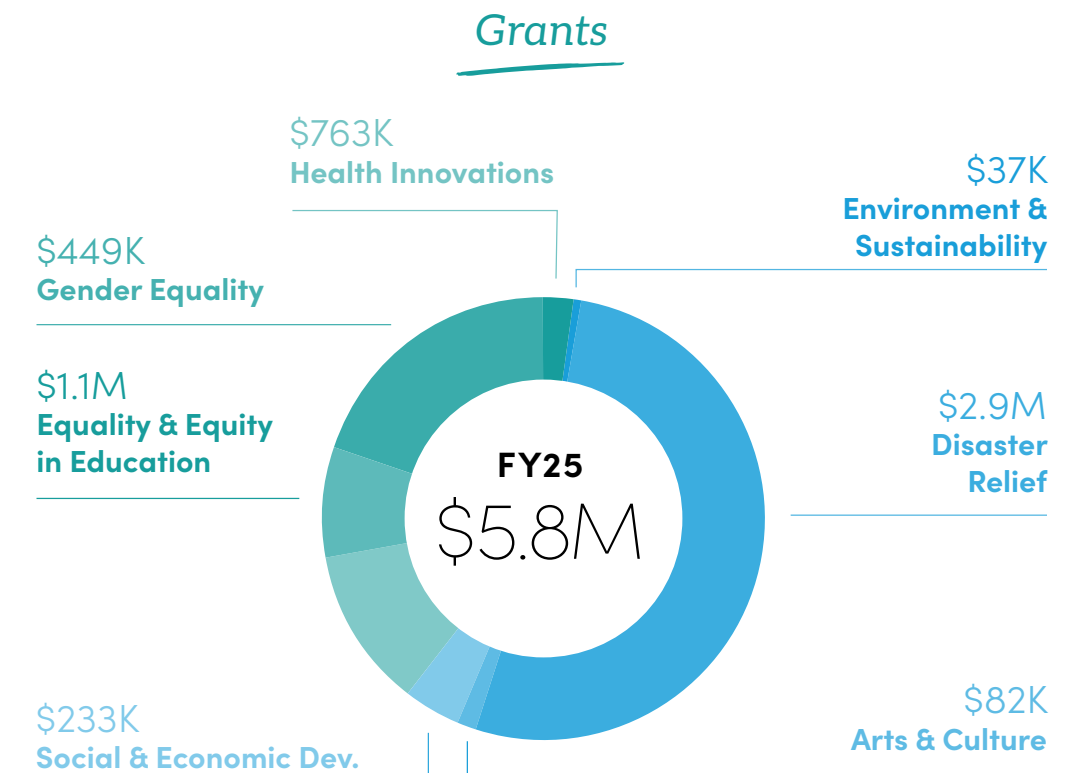 Grants
$763K
Health Innovations
$37K
Environment &
Sustainability
$449K
Gender Equality
$1.1M
Equality & Equity
in Education
$2.9M
Disaster
Relief
FY25
$5.8M
$233K
Social & Economic Dev.
$82K
Arts & Culture